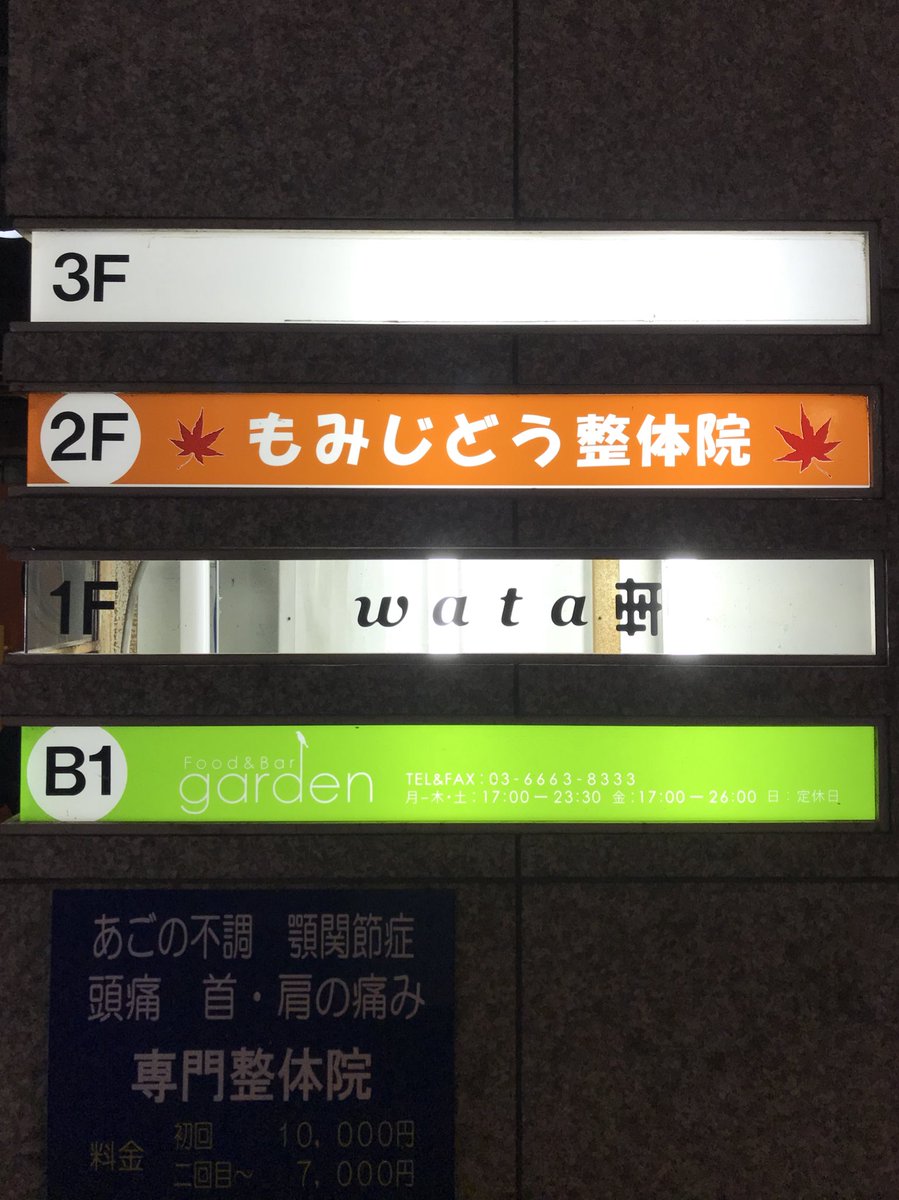 3F
2F もみじどう整体院
1F wata
B1 Food&Bar
garden
TEL&FAX：03-6663-8333
月-木・土：17:00－23:30 金：17:00－26:00 日：定休日
あごの不調 顎関節症
頭痛 首・肩の痛み
専門整体院
料金 初回 10,000円
二回目～ 7,000円